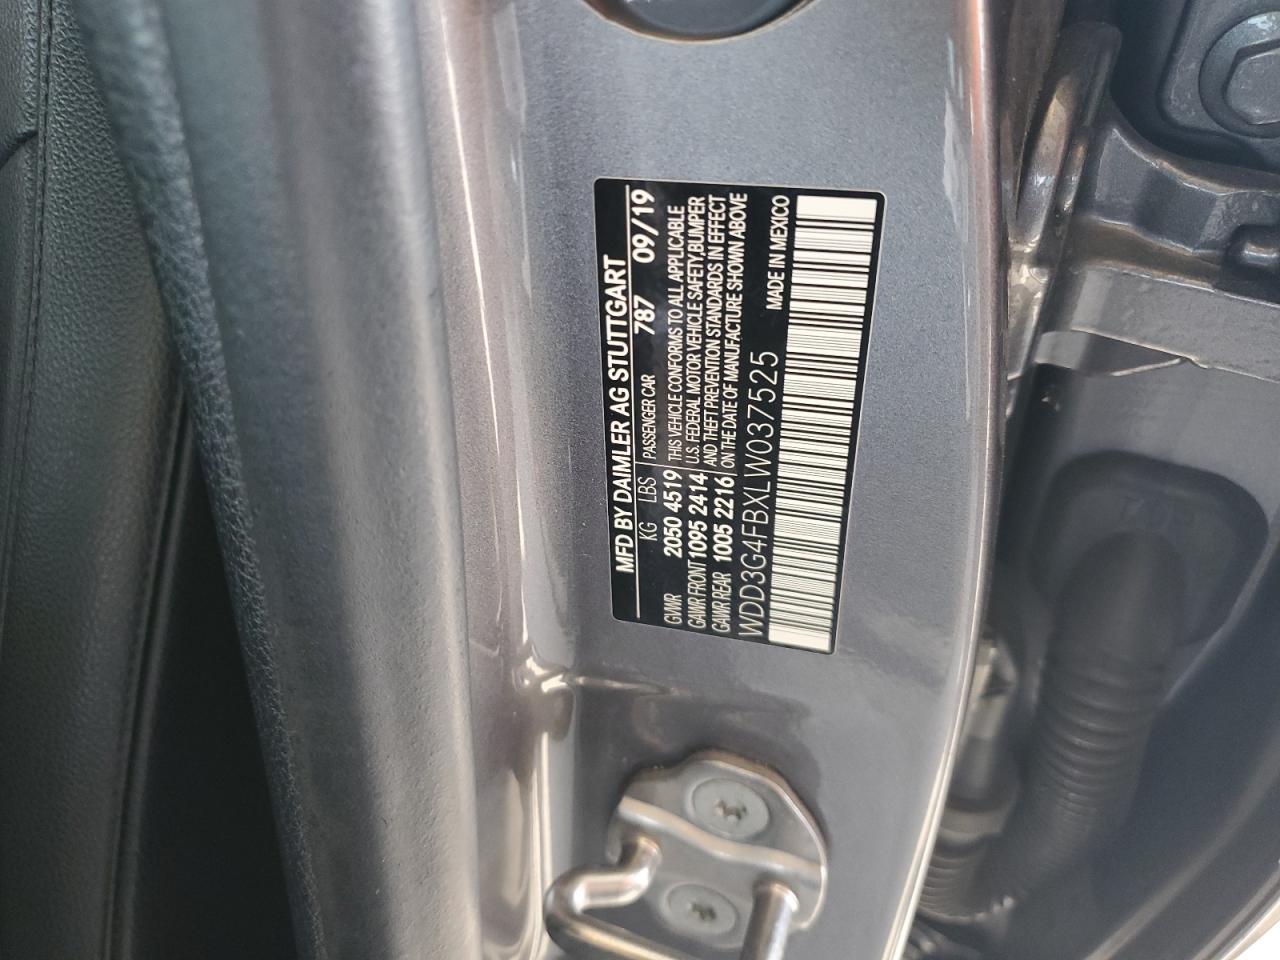 MFD BY DAIMLER AG STUTTGART
KG LBS PASSENGER CAR 787 09/19
GVWR 2050 4519 THIS VEHICLE CONFORMS TO ALL APPLICABLE
GAWR FRONT 1095 2414 U.S. FEDERAL MOTOR VEHICLE SAFETY,BUMPER
GAWR REAR 1005 2216 AND THEFT PREVENTION STANDARDS IN EFFECT
ON THE DATE OF MANUFACTURE SHOWN ABOVE
WDD3G4FBXLW037525 MADE IN MEXICO